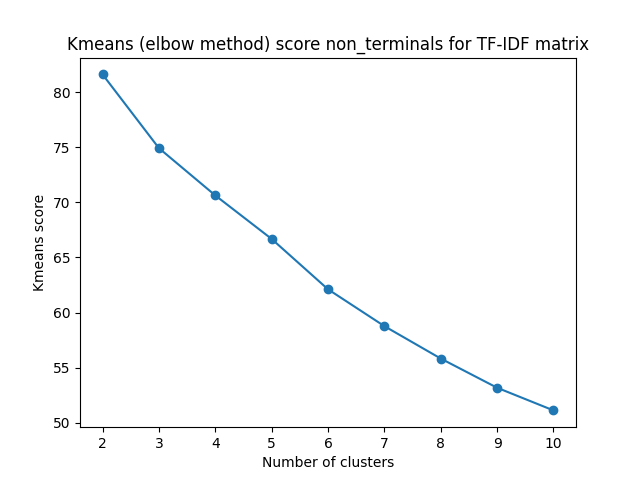 Kmeans (elbow method) score non_terminals for TF-IDF matrix
Kmeans score
80
75
70
65
60
55
50
2 3 4 5 6 7 8 9 10
Number of clusters